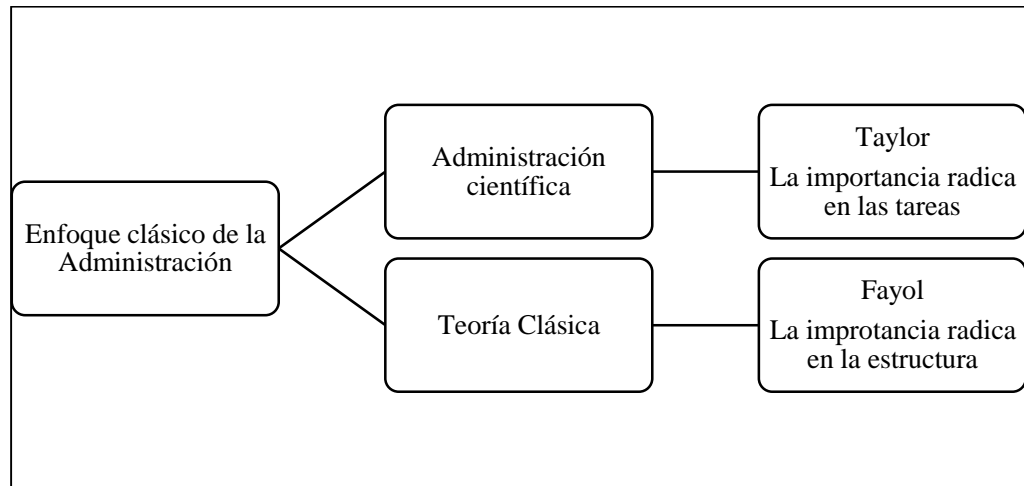 Enfoque clásico de la
Administración
Administración
científica
Teoría Clásica
Taylor
La importancia radica
en las tareas
Fayol
La improtancia radica
en la estructura